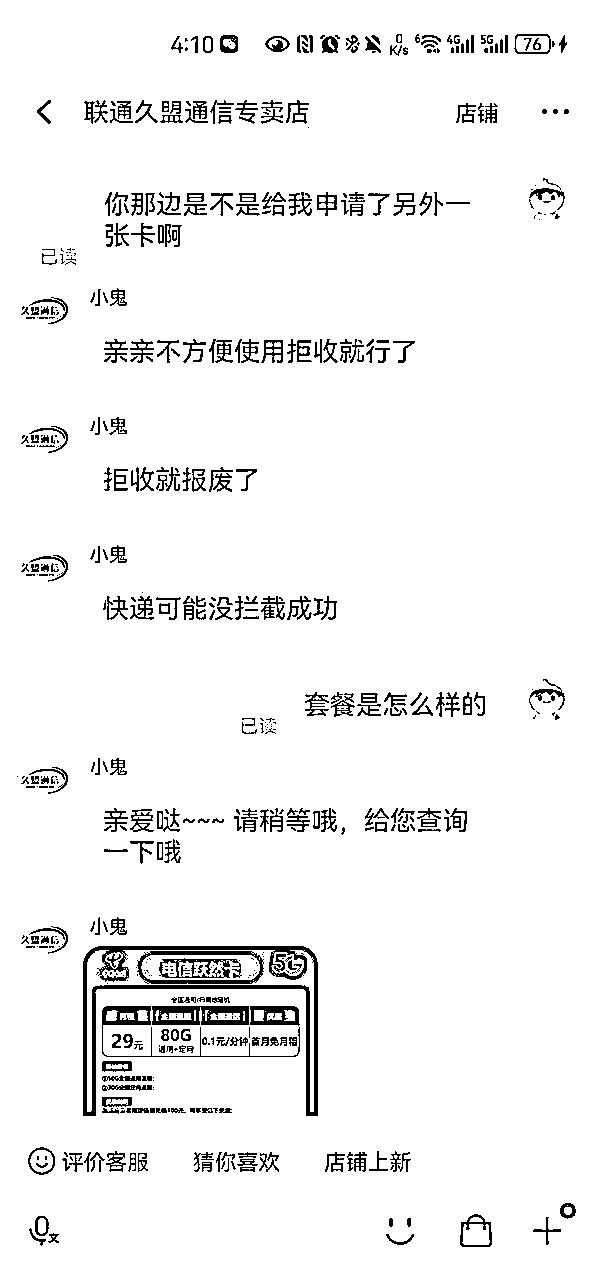 4:10
0
K/s
6
4G
5G
76
联通久盟通信专卖店
店铺
你那边是不是给我申请了另外一
张卡啊
已读
久盟通信
小鬼
亲亲不方便使用拒收就行了
久盟通信
小鬼
拒收就报废了
久盟通信
小鬼
快递可能没拦截成功
套餐是怎么样的
已读
久盟通信
小鬼
亲爱哒~~~ 请稍等哦，给您查询
一下哦
久盟通信
小鬼
电信跃然卡
5G
29元
80G
通用+定向
0.1元/分钟
首月免月租
评价客服
猜你喜欢
店铺上新
文